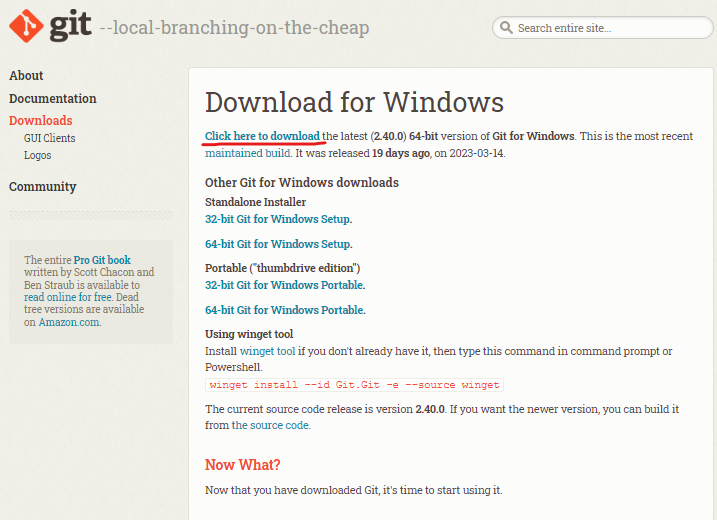 git --local-branching-on-the-cheap
Search entire site...
About
Documentation
Downloads
GUI Clients
Logos
Community
The entire Pro Git book
written by Scott Chacon and
Ben Straub is available to
read online for free. Dead
tree versions are available
on Amazon.com.
Download for Windows
Click here to download the latest (2.40.0) 64-bit version of Git for Windows. This is the most recent
maintained build. It was released 19 days ago, on 2023-03-14.
Other Git for Windows downloads
Standalone Installer
32-bit Git for Windows Setup.
64-bit Git for Windows Setup.
Portable ("thumbdrive edition")
32-bit Git for Windows Portable.
64-bit Git for Windows Portable.
Using winget tool
Install winget tool if you don't already have it, then type this command in command prompt or
Powershell.
winget install --id Git.Git -e --source winget
The current source code release is version 2.40.0. If you want the newer version, you can build it
from the source code.
Now What?
Now that you have downloaded Git, it's time to start using it.